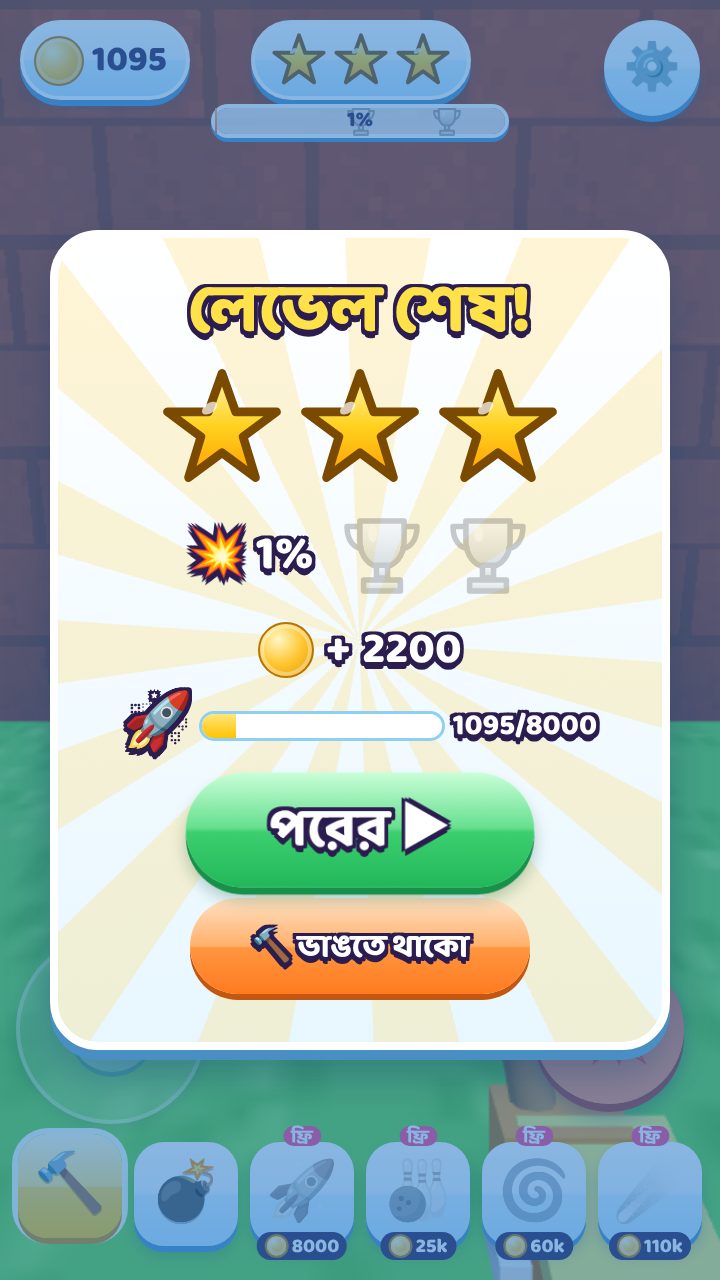 1095
1%
লেভেল শেষ!
1%
+ 2200
1095/8000
পরের
ভাঙতে থাকো
ফ্রি ফ্রি ফ্রি ফ্রি
8000 25k 60k 110k